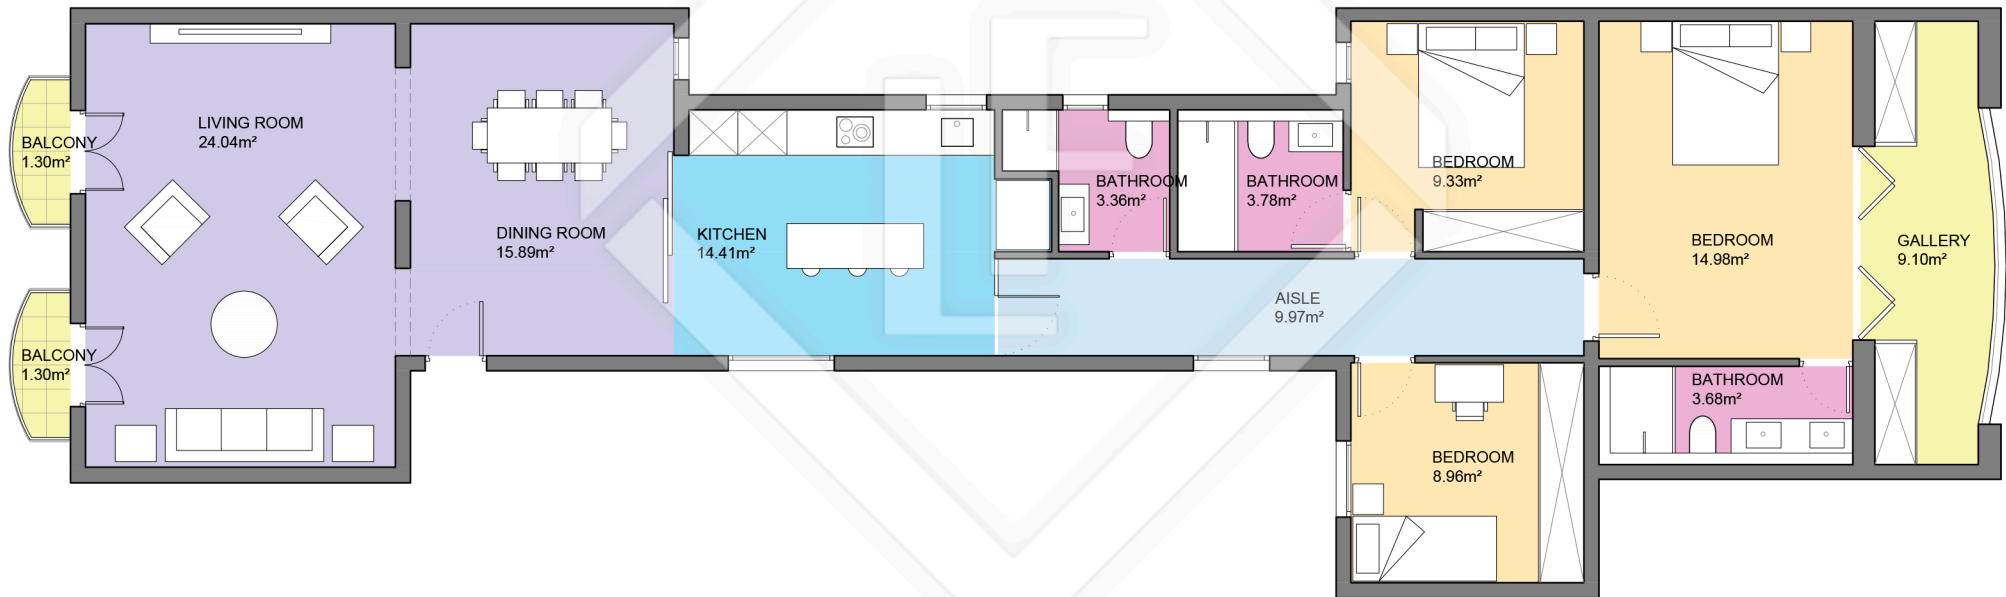 LIVING ROOM
24.04m²
BALCONY
1.30m²
BALCONY
1.30m²
DINING ROOM
15.89m²
KITCHEN
14.41m²
BATHROOM
3.36m²
BATHROOM
3.78m²
BEDROOM
9.33m²
AISLE
9.97m²
BEDROOM
14.98m²
GALLERY
9.10m²
BATHROOM
3.68m²
BEDROOM
8.96m²